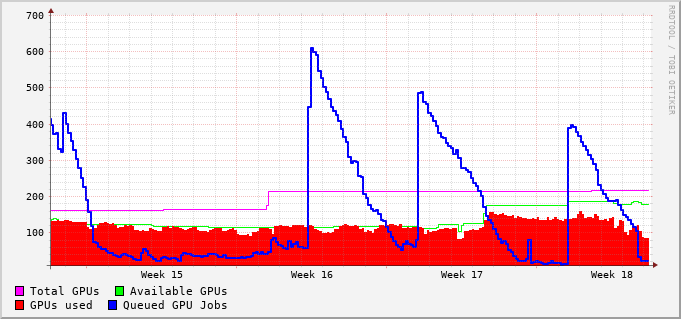 700
600
500
400
300
200
100
Week 15 Week 16 Week 17 Week 18
Total GPUs Available GPUs
GPUs used Queued GPU Jobs
RRDTOOL / TOBI OETIKER